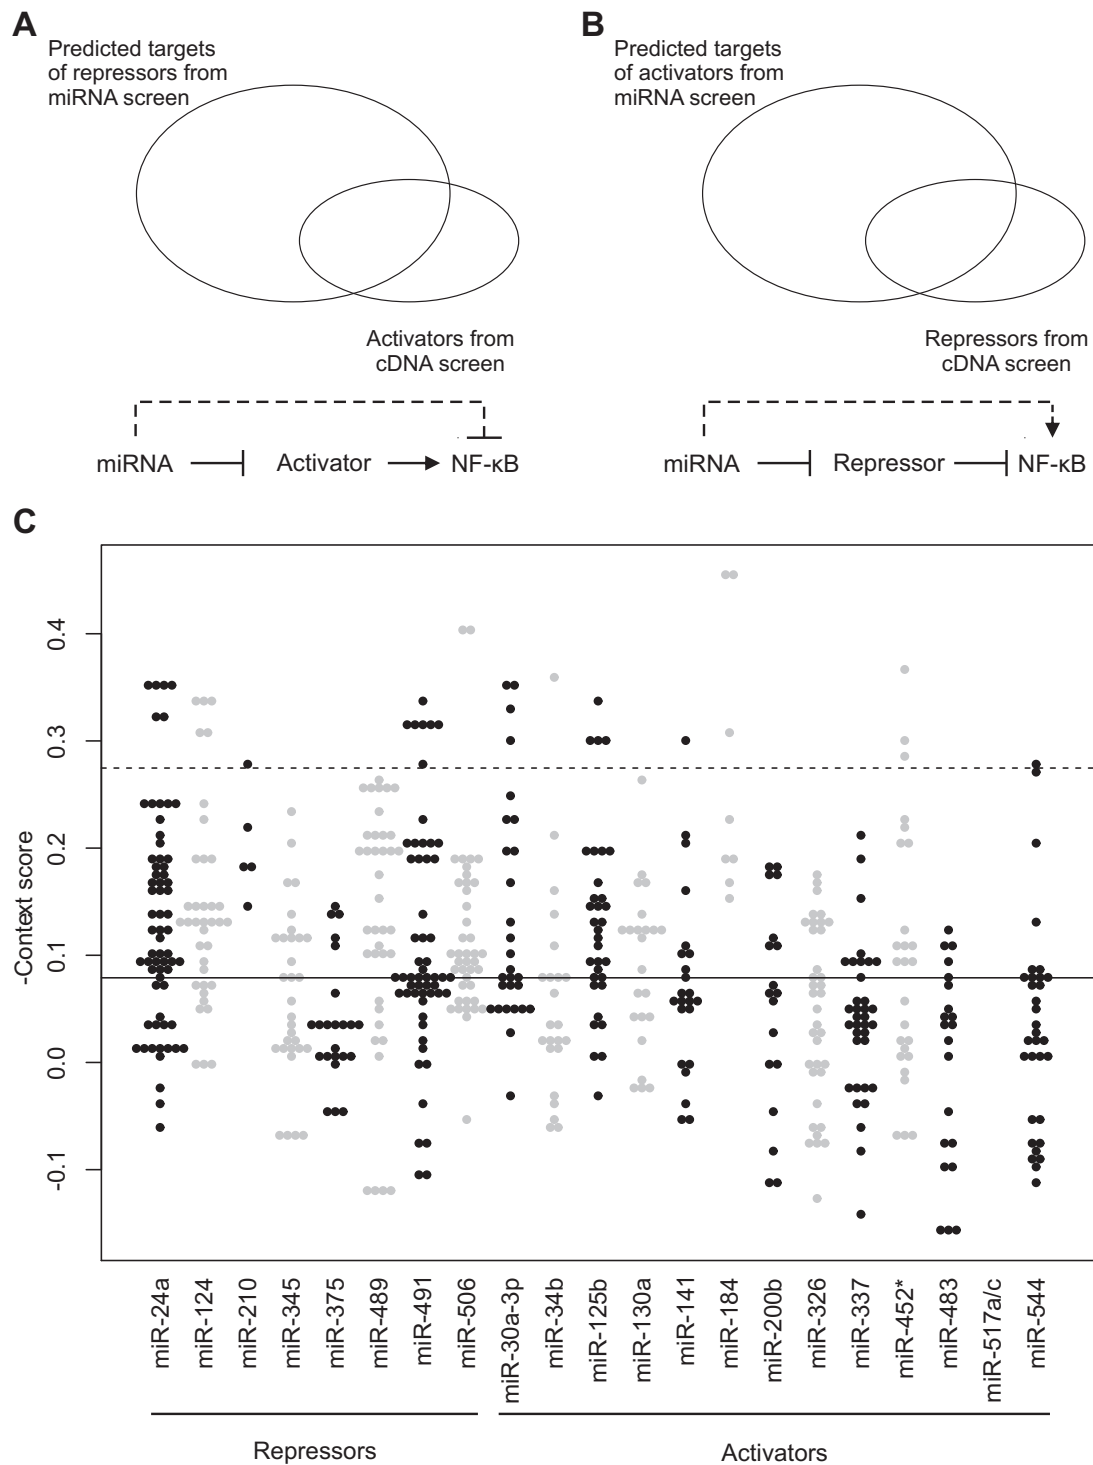 A
Predicted targets
of repressors from
miRNA screen
Activators from
cDNA screen
miRNA Activator NF-κB
B
Predicted targets
of activators from
miRNA screen
Repressors from
cDNA screen
miRNA Repressor NF-κB
C
-Context score
0.4
0.3
0.2
0.1
0.0
-0.1
miR-24a
miR-124
miR-210
miR-345
miR-375
miR-489
miR-491
miR-506
miR-30a-3p
miR-34b
miR-125b
miR-130a
miR-141
miR-184
miR-200b
miR-326
miR-337
miR-452*
miR-483
miR-517a/c
miR-544
Repressors
Activators